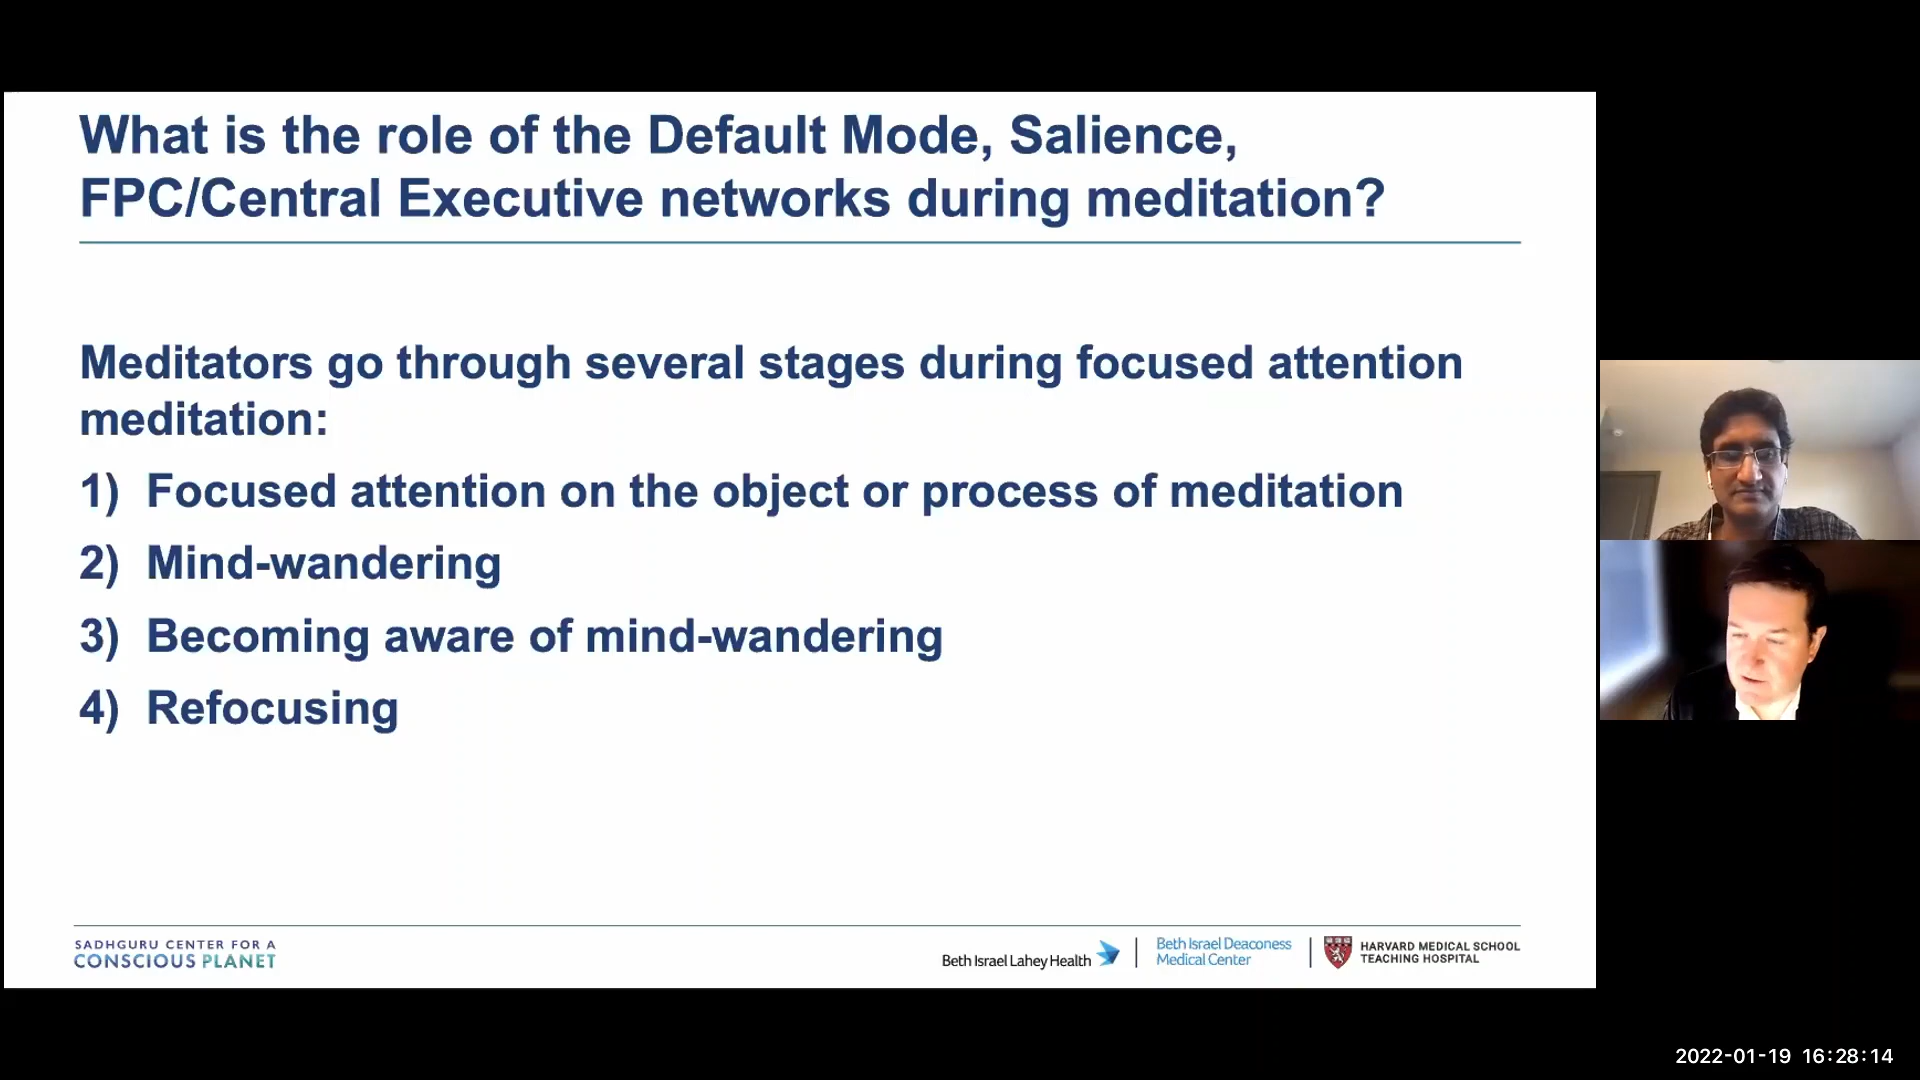 What is the role of the Default Mode, Salience,
FPC/Central Executive networks during meditation?
Meditators go through several stages during focused attention
meditation:
1) Focused attention on the object or process of meditation
2) Mind-wandering
3) Becoming aware of mind-wandering
4) Refocusing
SADHGURU CENTER FOR A
CONSCIOUS PLANET
Beth Israel Lahey Health
Beth Israel Deaconess
Medical Center
HARVARD MEDICAL SCHOOL
TEACHING HOSPITAL
2022-01-19 16:28:14